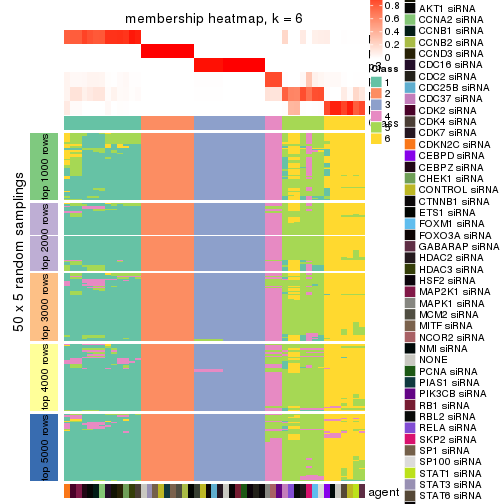 membership heatmap, k = 6
50 x 5 random samplings
top 1000 rows
top 2000 rows
top 3000 rows
top 4000 rows
top 5000 rows
0.8
0.6
0.4
0.2
0
Class
1
2
3
4
5
6
agent
AKT1 siRNA
CCNA2 siRNA
CCNB1 siRNA
CCNB2 siRNA
CCND3 siRNA
CDC16 siRNA
CDC2 siRNA
CDC25B siRNA
CDC37 siRNA
CDK2 siRNA
CDK4 siRNA
CDK7 siRNA
CDKN2C siRNA
CEBPD siRNA
CEBPZ siRNA
CHEK1 siRNA
CONTROL siRNA
CTNNB1 siRNA
ETS1 siRNA
FOXM1 siRNA
FOXO3A siRNA
GABARAP siRNA
HDAC2 siRNA
HDAC3 siRNA
HSF2 siRNA
MAP2K1 siRNA
MAPK1 siRNA
MCM2 siRNA
MITF siRNA
NCOR2 siRNA
NMI siRNA
NONE
PCNA siRNA
PIAS1 siRNA
PIK3CB siRNA
RB1 siRNA
RBL2 siRNA
RELA siRNA
SKP2 siRNA
SP1 siRNA
SP100 siRNA
STAT1 siRNA
STAT3 siRNA
STAT6 siRNA